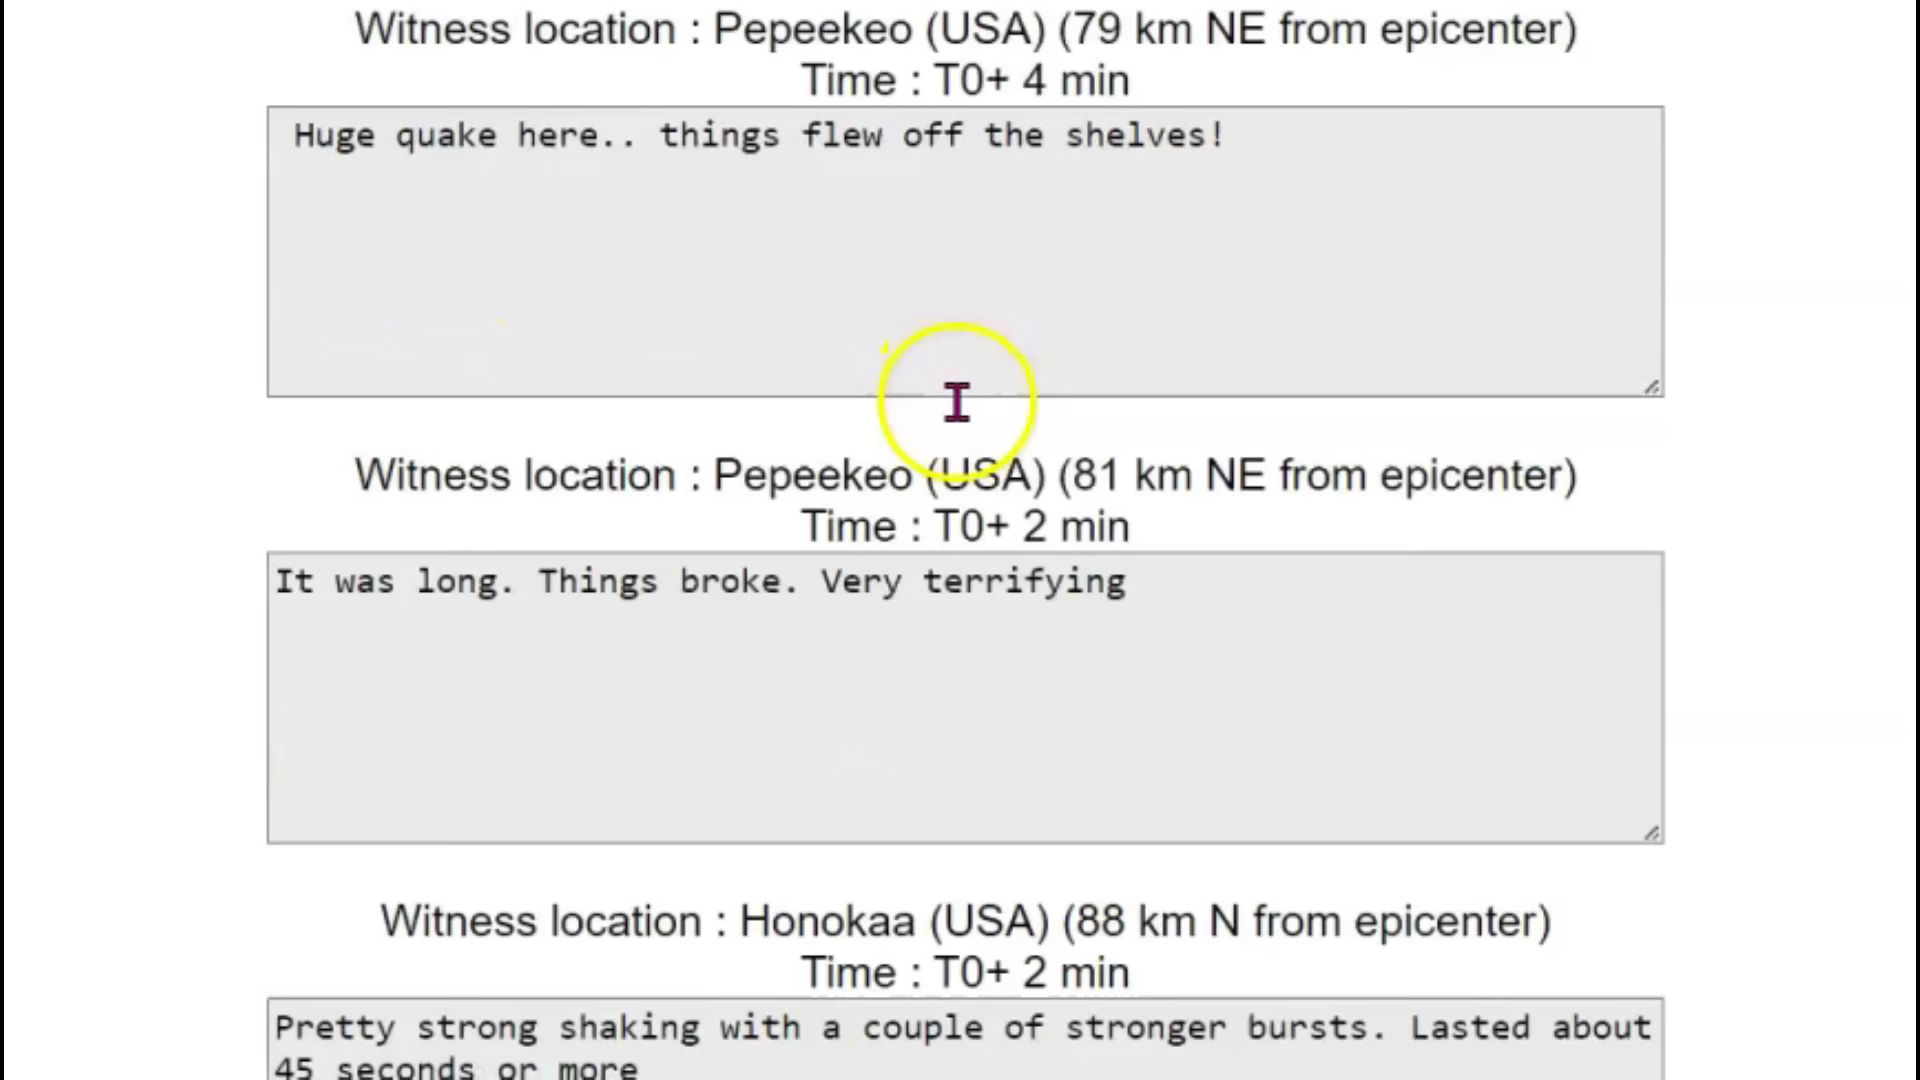 Witness location : Pepeekeo (USA) (79 km NE from epicenter)
Time : T0+ 4 min
Huge quake here.. things flew off the shelves!
Witness location : Pepeekeo (USA) (81 km NE from epicenter)
Time : T0+ 2 min
It was long. Things broke. Very terrifying
Witness location : Honokaa (USA) (88 km N from epicenter)
Time : T0+ 2 min
Pretty strong shaking with a couple of stronger bursts. Lasted about
45 seconds or more